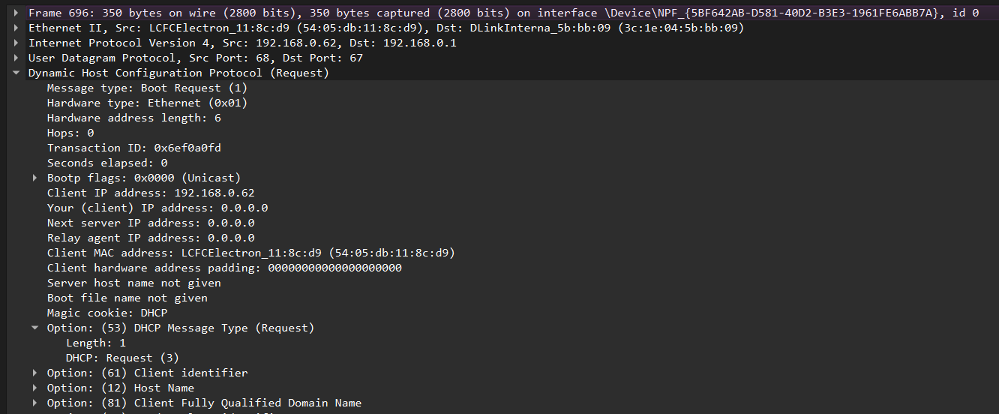 Frame 696: 350 bytes on wire (2800 bits), 350 bytes captured (2800 bits) on interface \Device\NPF_{5BF642AB-D581-40D2-B3E3-1961FE6ABB7A}, id 0
Ethernet II, Src: LCFCElectron_11:8c:d9 (54:05:db:11:8c:d9), Dst: DLinkInterna_5b:bb:09 (3c:1e:04:5b:bb:09)
Internet Protocol Version 4, Src: 192.168.0.62, Dst: 192.168.0.1
User Datagram Protocol, Src Port: 68, Dst Port: 67
Dynamic Host Configuration Protocol (Request)
Message type: Boot Request (1)
Hardware type: Ethernet (0x01)
Hardware address length: 6
Hops: 0
Transaction ID: 0x6ef0a0fd
Seconds elapsed: 0
Bootp flags: 0x0000 (Unicast)
Client IP address: 192.168.0.62
Your (client) IP address: 0.0.0.0
Next server IP address: 0.0.0.0
Relay agent IP address: 0.0.0.0
Client MAC address: LCFCElectron_11:8c:d9 (54:05:db:11:8c:d9)
Client hardware address padding: 00000000000000000000
Server host name not given
Boot file name not given
Magic cookie: DHCP
Option: (53) DHCP Message Type (Request)
Length: 1
DHCP: Request (3)
Option: (61) Client identifier
Option: (12) Host Name
Option: (81) Client Fully Qualified Domain Name